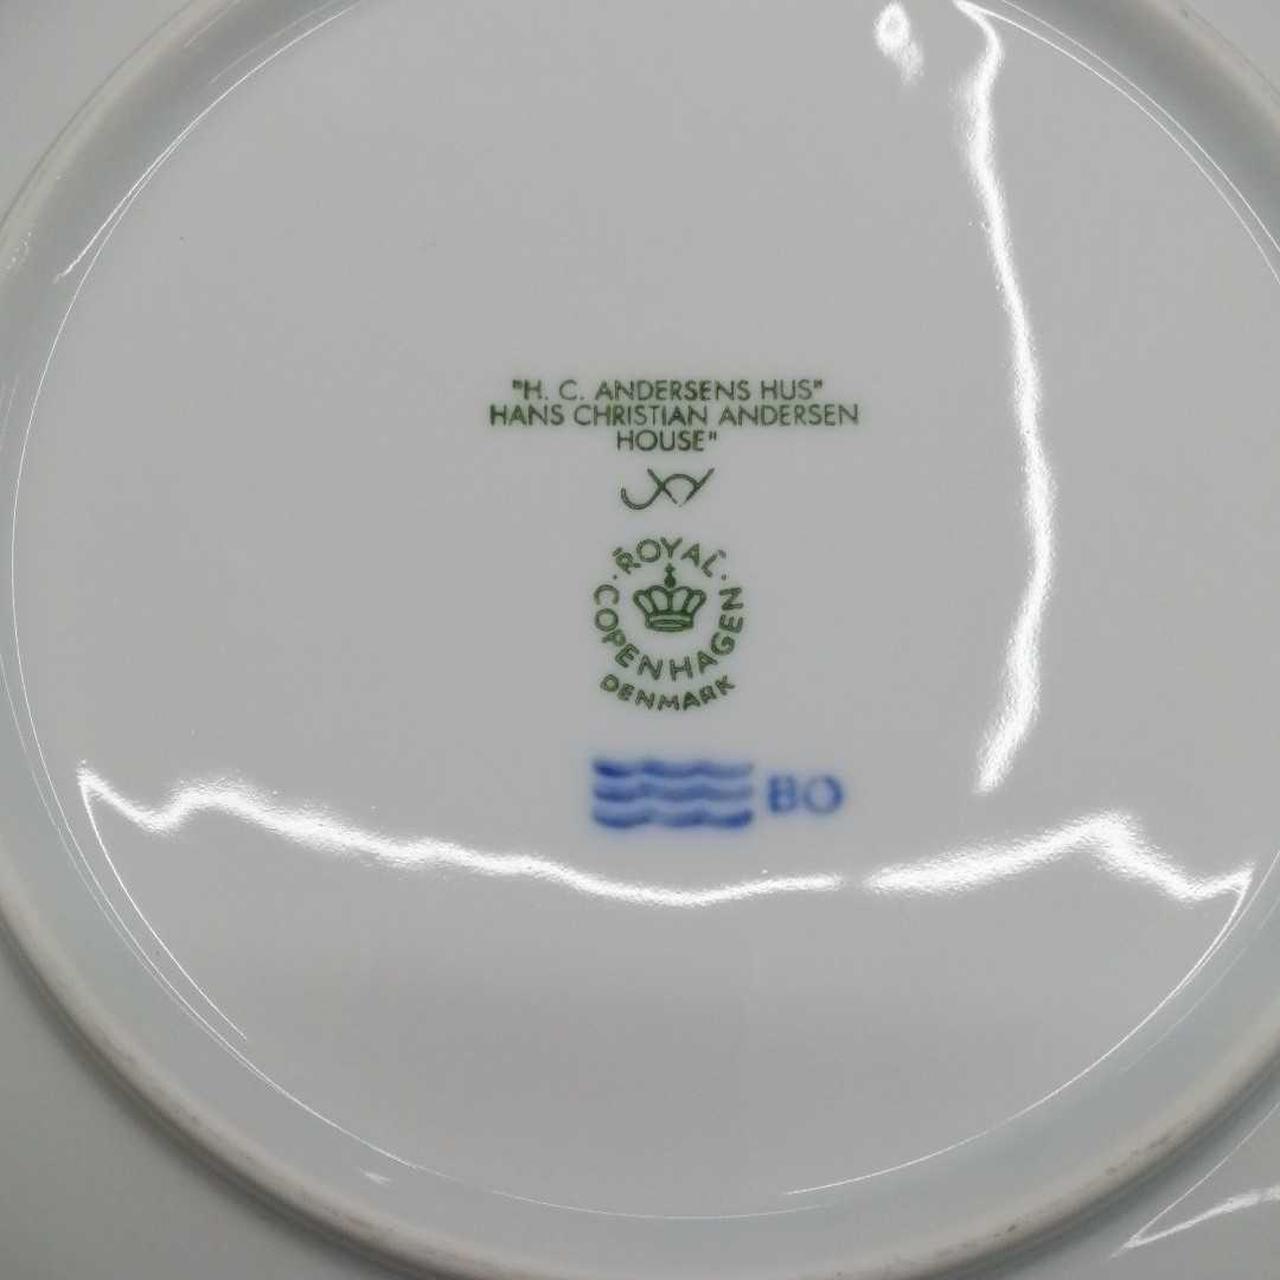 "H. C. ANDERSENS HUS"
HANS CHRISTIAN ANDERSEN
HOUSE"
ROYAL
COPENHAGEN
DENMARK
BO